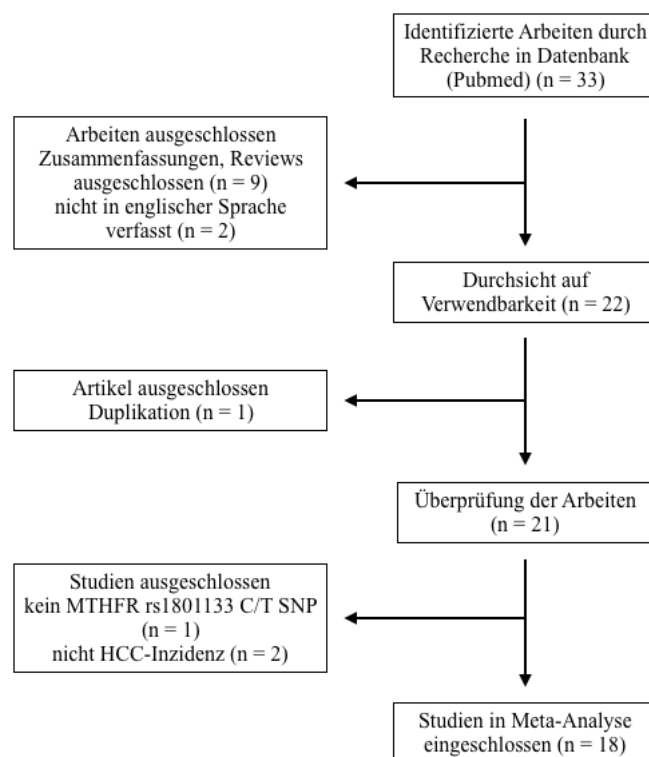 Identifizierte Arbeiten durch
Recherche in Datenbank
(Pubmed) (n = 33)
Arbeiten ausgeschlossen
Zusammenfassungen, Reviews
ausgeschlossen (n = 9)
nicht in englischer Sprache
verfasst (n = 2)
Durchsicht auf
Verwendbarkeit (n = 22)
Artikel ausgeschlossen
Duplikation (n = 1)
Überprüfung der Arbeiten
(n = 21)
Studien ausgeschlossen
kein MTHFR rs1801133 C/T SNP
(n = 1)
nicht HCC-Inzidenz (n = 2)
Studien in Meta-Analyse
eingeschlossen (n = 18)